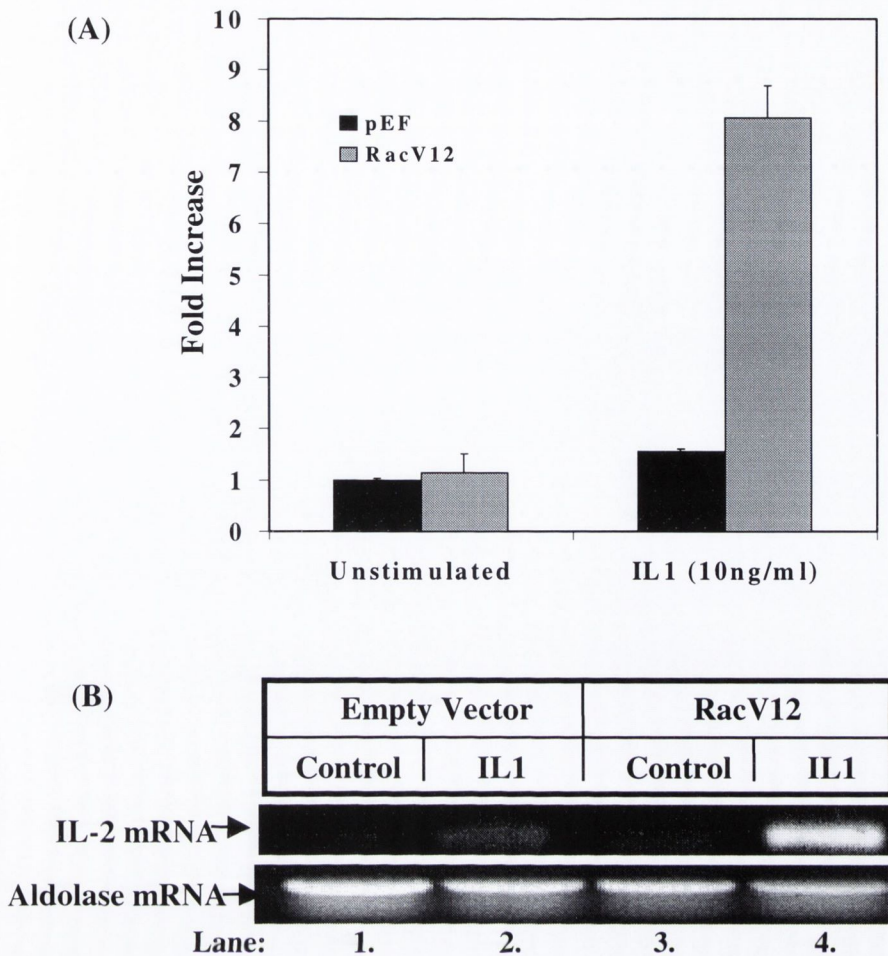 (A)
Fold Increase
10
9
8
7
6
5
4
3
2
1
0
pEF
RacV12
Unstimulated
IL1 (10ng/ml)
(B)
Empty Vector
RacV12
Control
IL1
Control
IL1
IL-2 mRNA
Aldolase mRNA
Lane: 1. 2. 3. 4.